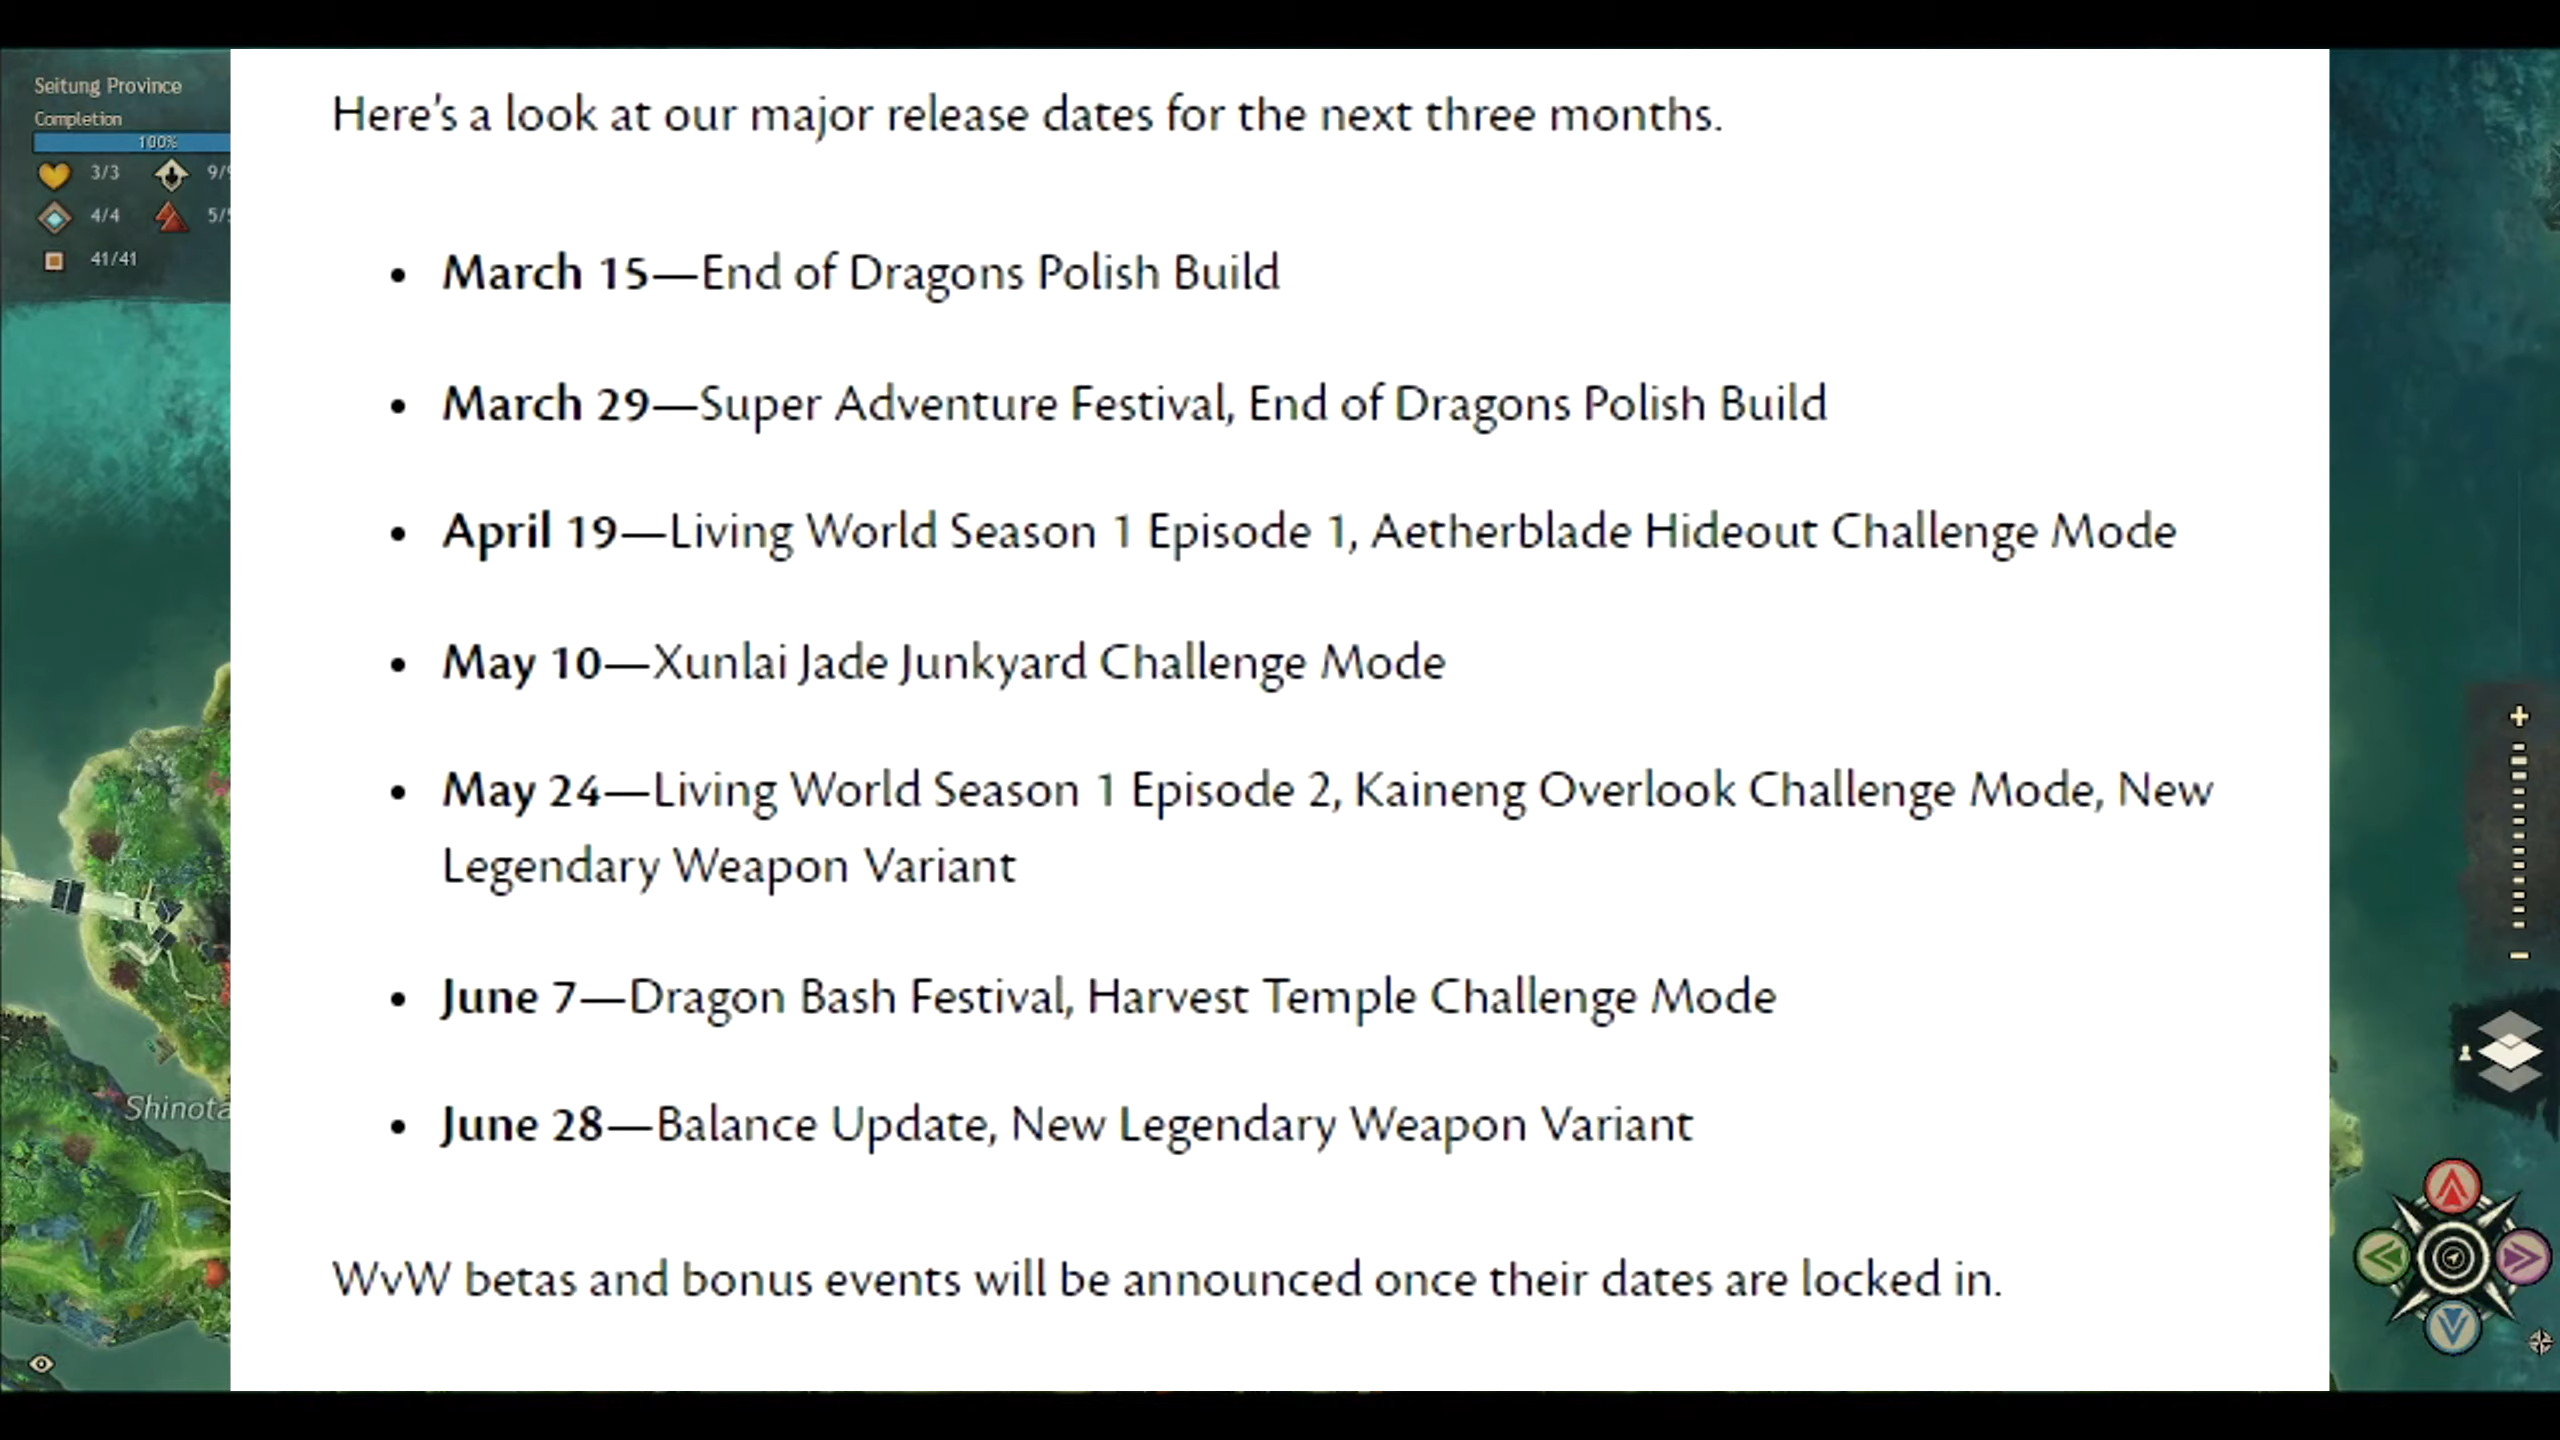 Seitung Province
Completion
100%
3/3
9/9
4/4
5/5
41/41
Here's a look at our major release dates for the next three months.
• March 15—End of Dragons Polish Build
• March 29—Super Adventure Festival, End of Dragons Polish Build
• April 19—Living World Season 1 Episode 1, Aetherblade Hideout Challenge Mode
• May 10—Xunlai Jade Junkyard Challenge Mode
• May 24—Living World Season 1 Episode 2, Kaineng Overlook Challenge Mode, New
Legendary Weapon Variant
• June 7—Dragon Bash Festival, Harvest Temple Challenge Mode
• June 28—Balance Update, New Legendary Weapon Variant
WvW betas and bonus events will be announced once their dates are locked in.
Shinota